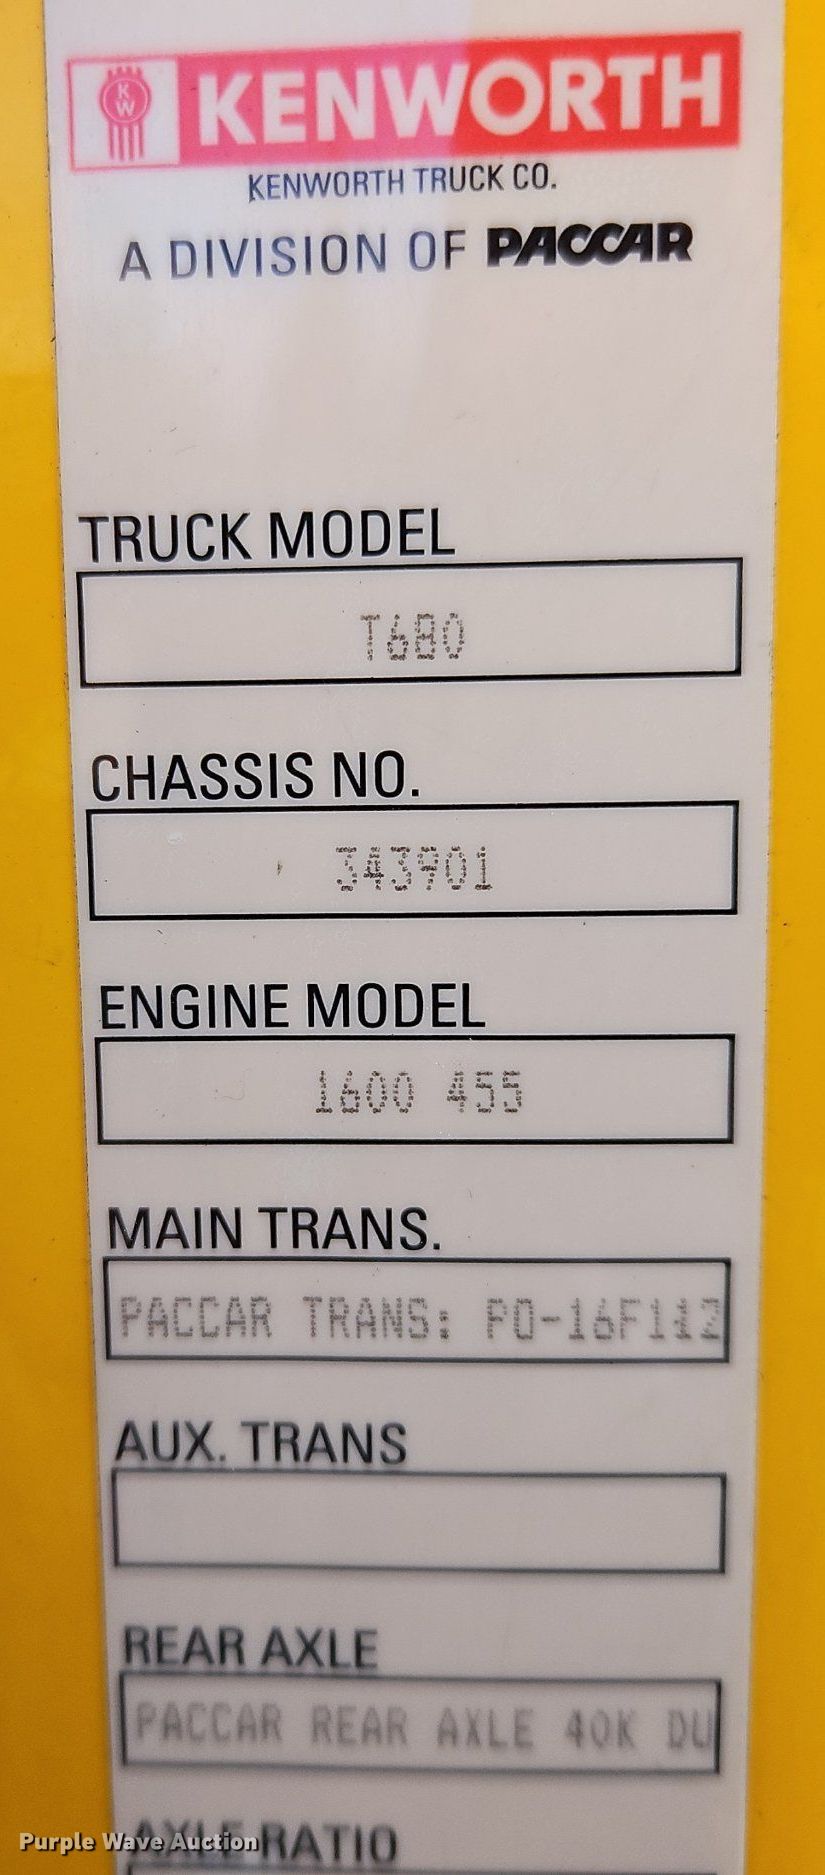 KW KENWORTH
KENWORTH TRUCK CO.
A DIVISION OF PACCAR
TRUCK MODEL
T680
CHASSIS NO.
343901
ENGINE MODEL
1600 455
MAIN TRANS.
PACCAR TRANS: PO-16F112
AUX. TRANS
REAR AXLE
PACCAR REAR AXLE 40K DU
AXLE RATIO
Purple Wave Auction